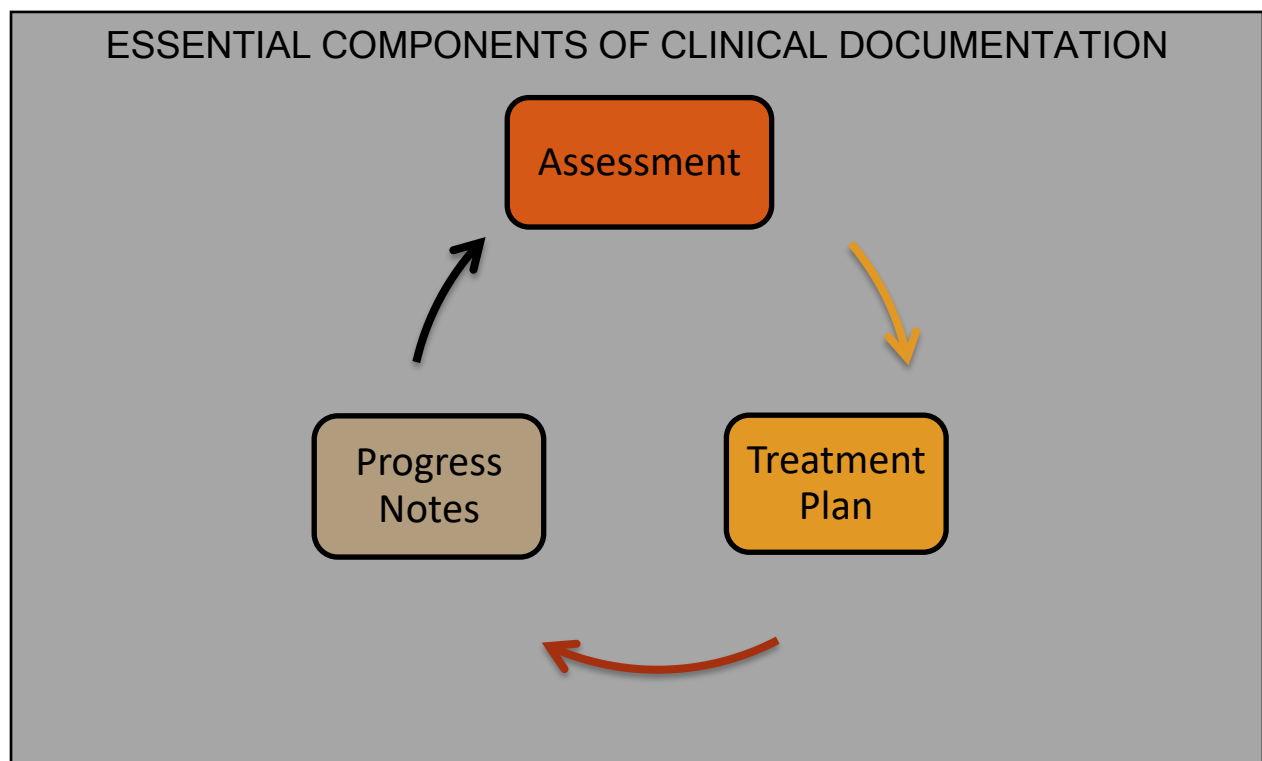 ESSENTIAL COMPONENTS OF CLINICAL DOCUMENTATION
Assessment
Progress
Notes
Treatment
Plan